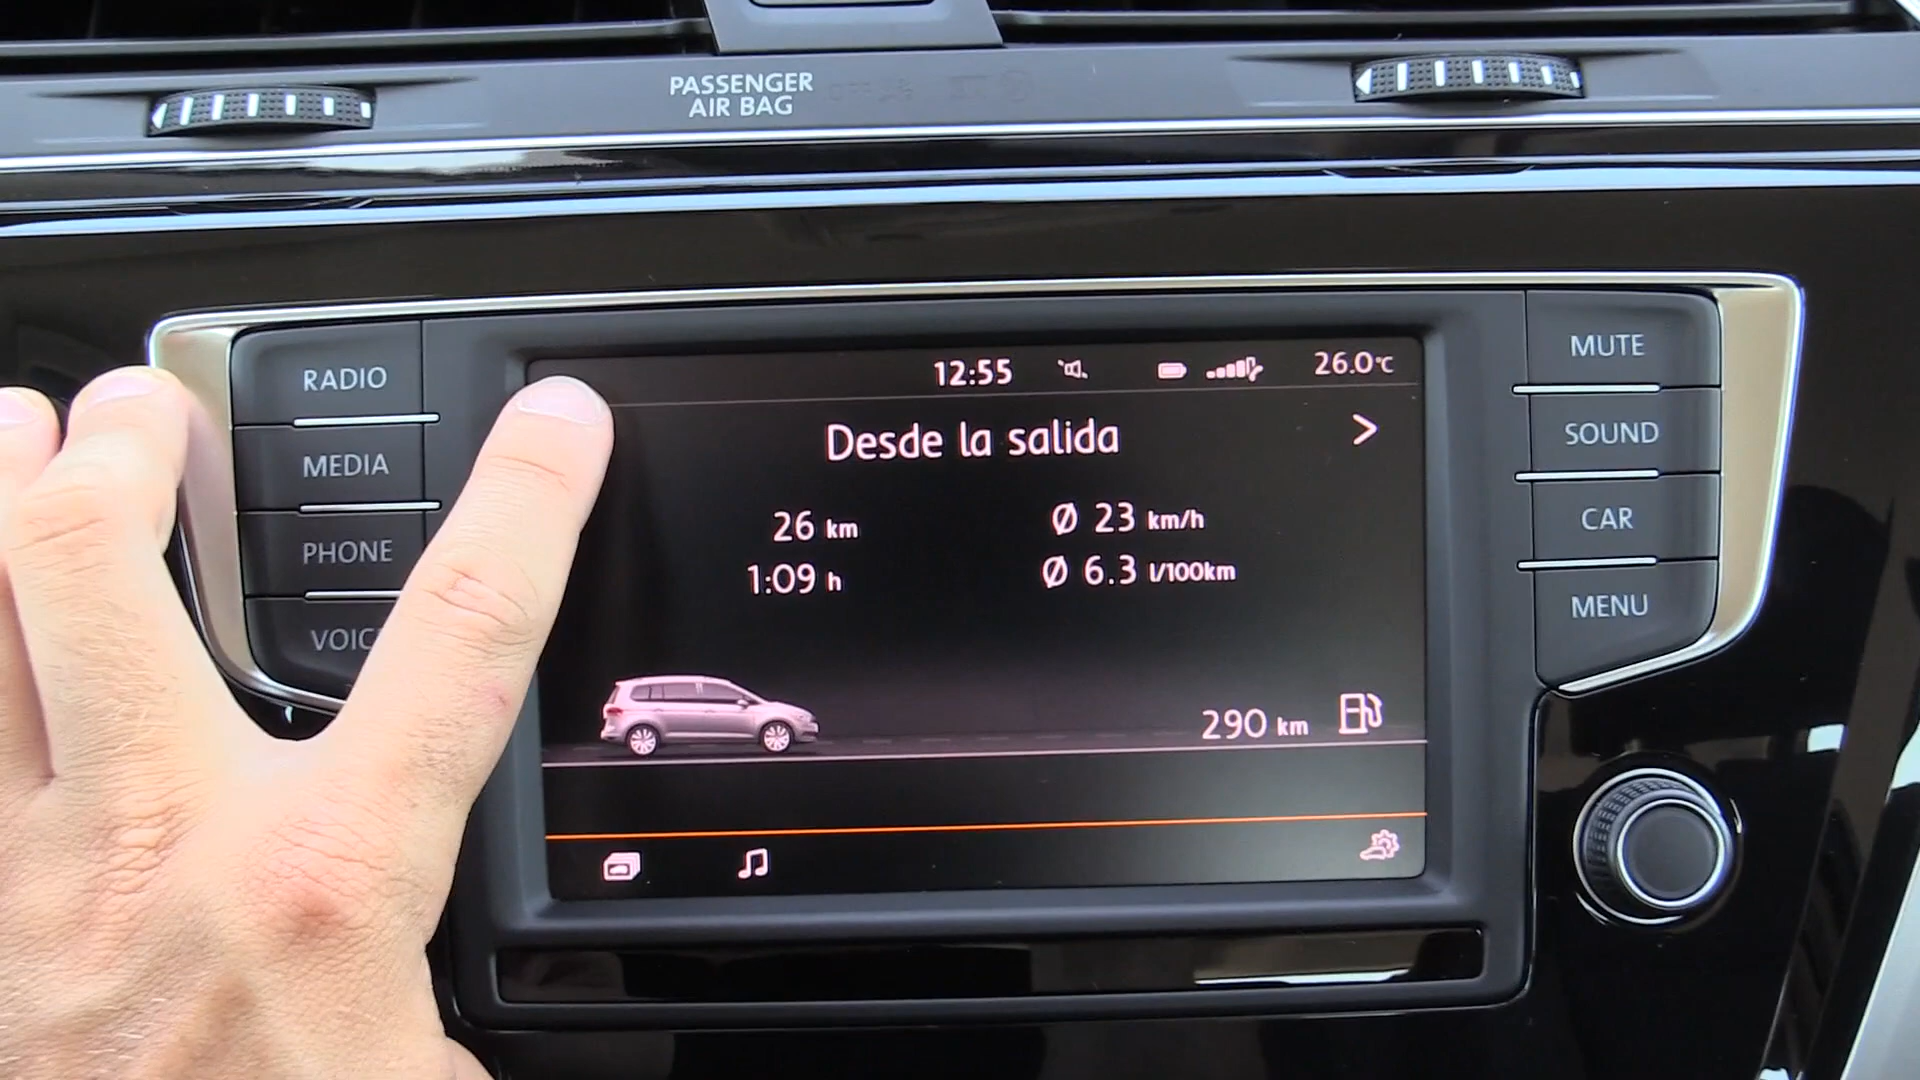 PASSENGER
AIR BAG
RADIO
MEDIA
PHONE
12:55
26.0°C
Desde la salida
>
26 km
Ø 23 km/h
1:09 h
Ø 6.3 l/100km
290 km
MUTE
SOUND
CAR
MENU